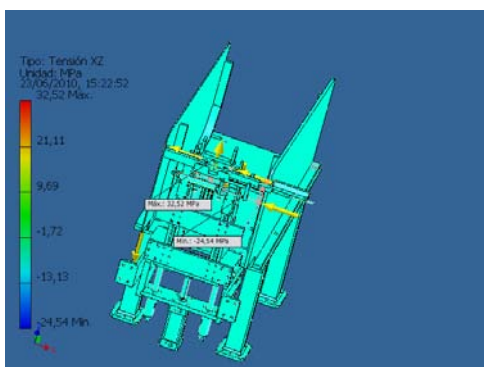 Tipo: Tensión XZ
Unidad: MPa
23/06/2010, 15:22:52
32,52 Máx.
21,11
9,69
-1,72
-13,13
-24,54 Mín
Máx.: 32,52 MPa
Mín.: -24,54 MPa